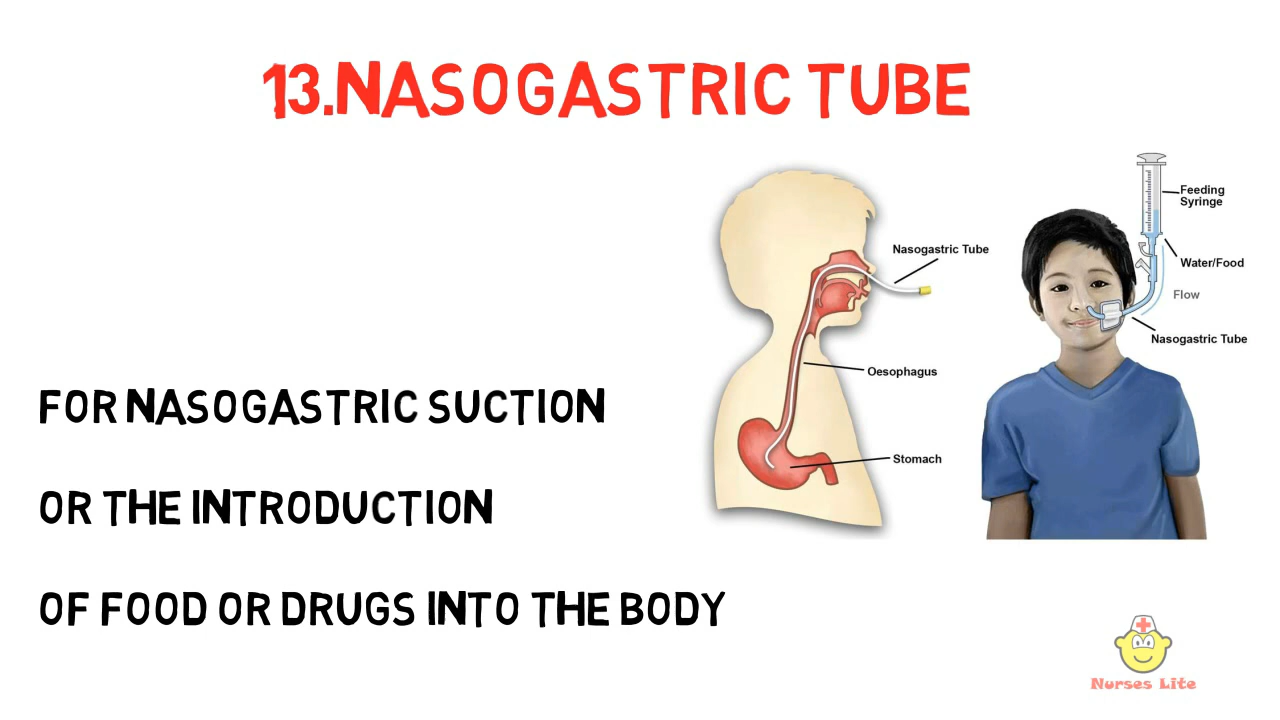 13.NASOGASTRIC TUBE
Feeding
Syringe
Nasogastric Tube
Water/Food
Flow
Nasogastric Tube
Oesophagus
Stomach
FOR NASOGASTRIC SUCTION
OR THE INTRODUCTION
OF FOOD OR DRUGS INTO THE BODY
Nurses Lite